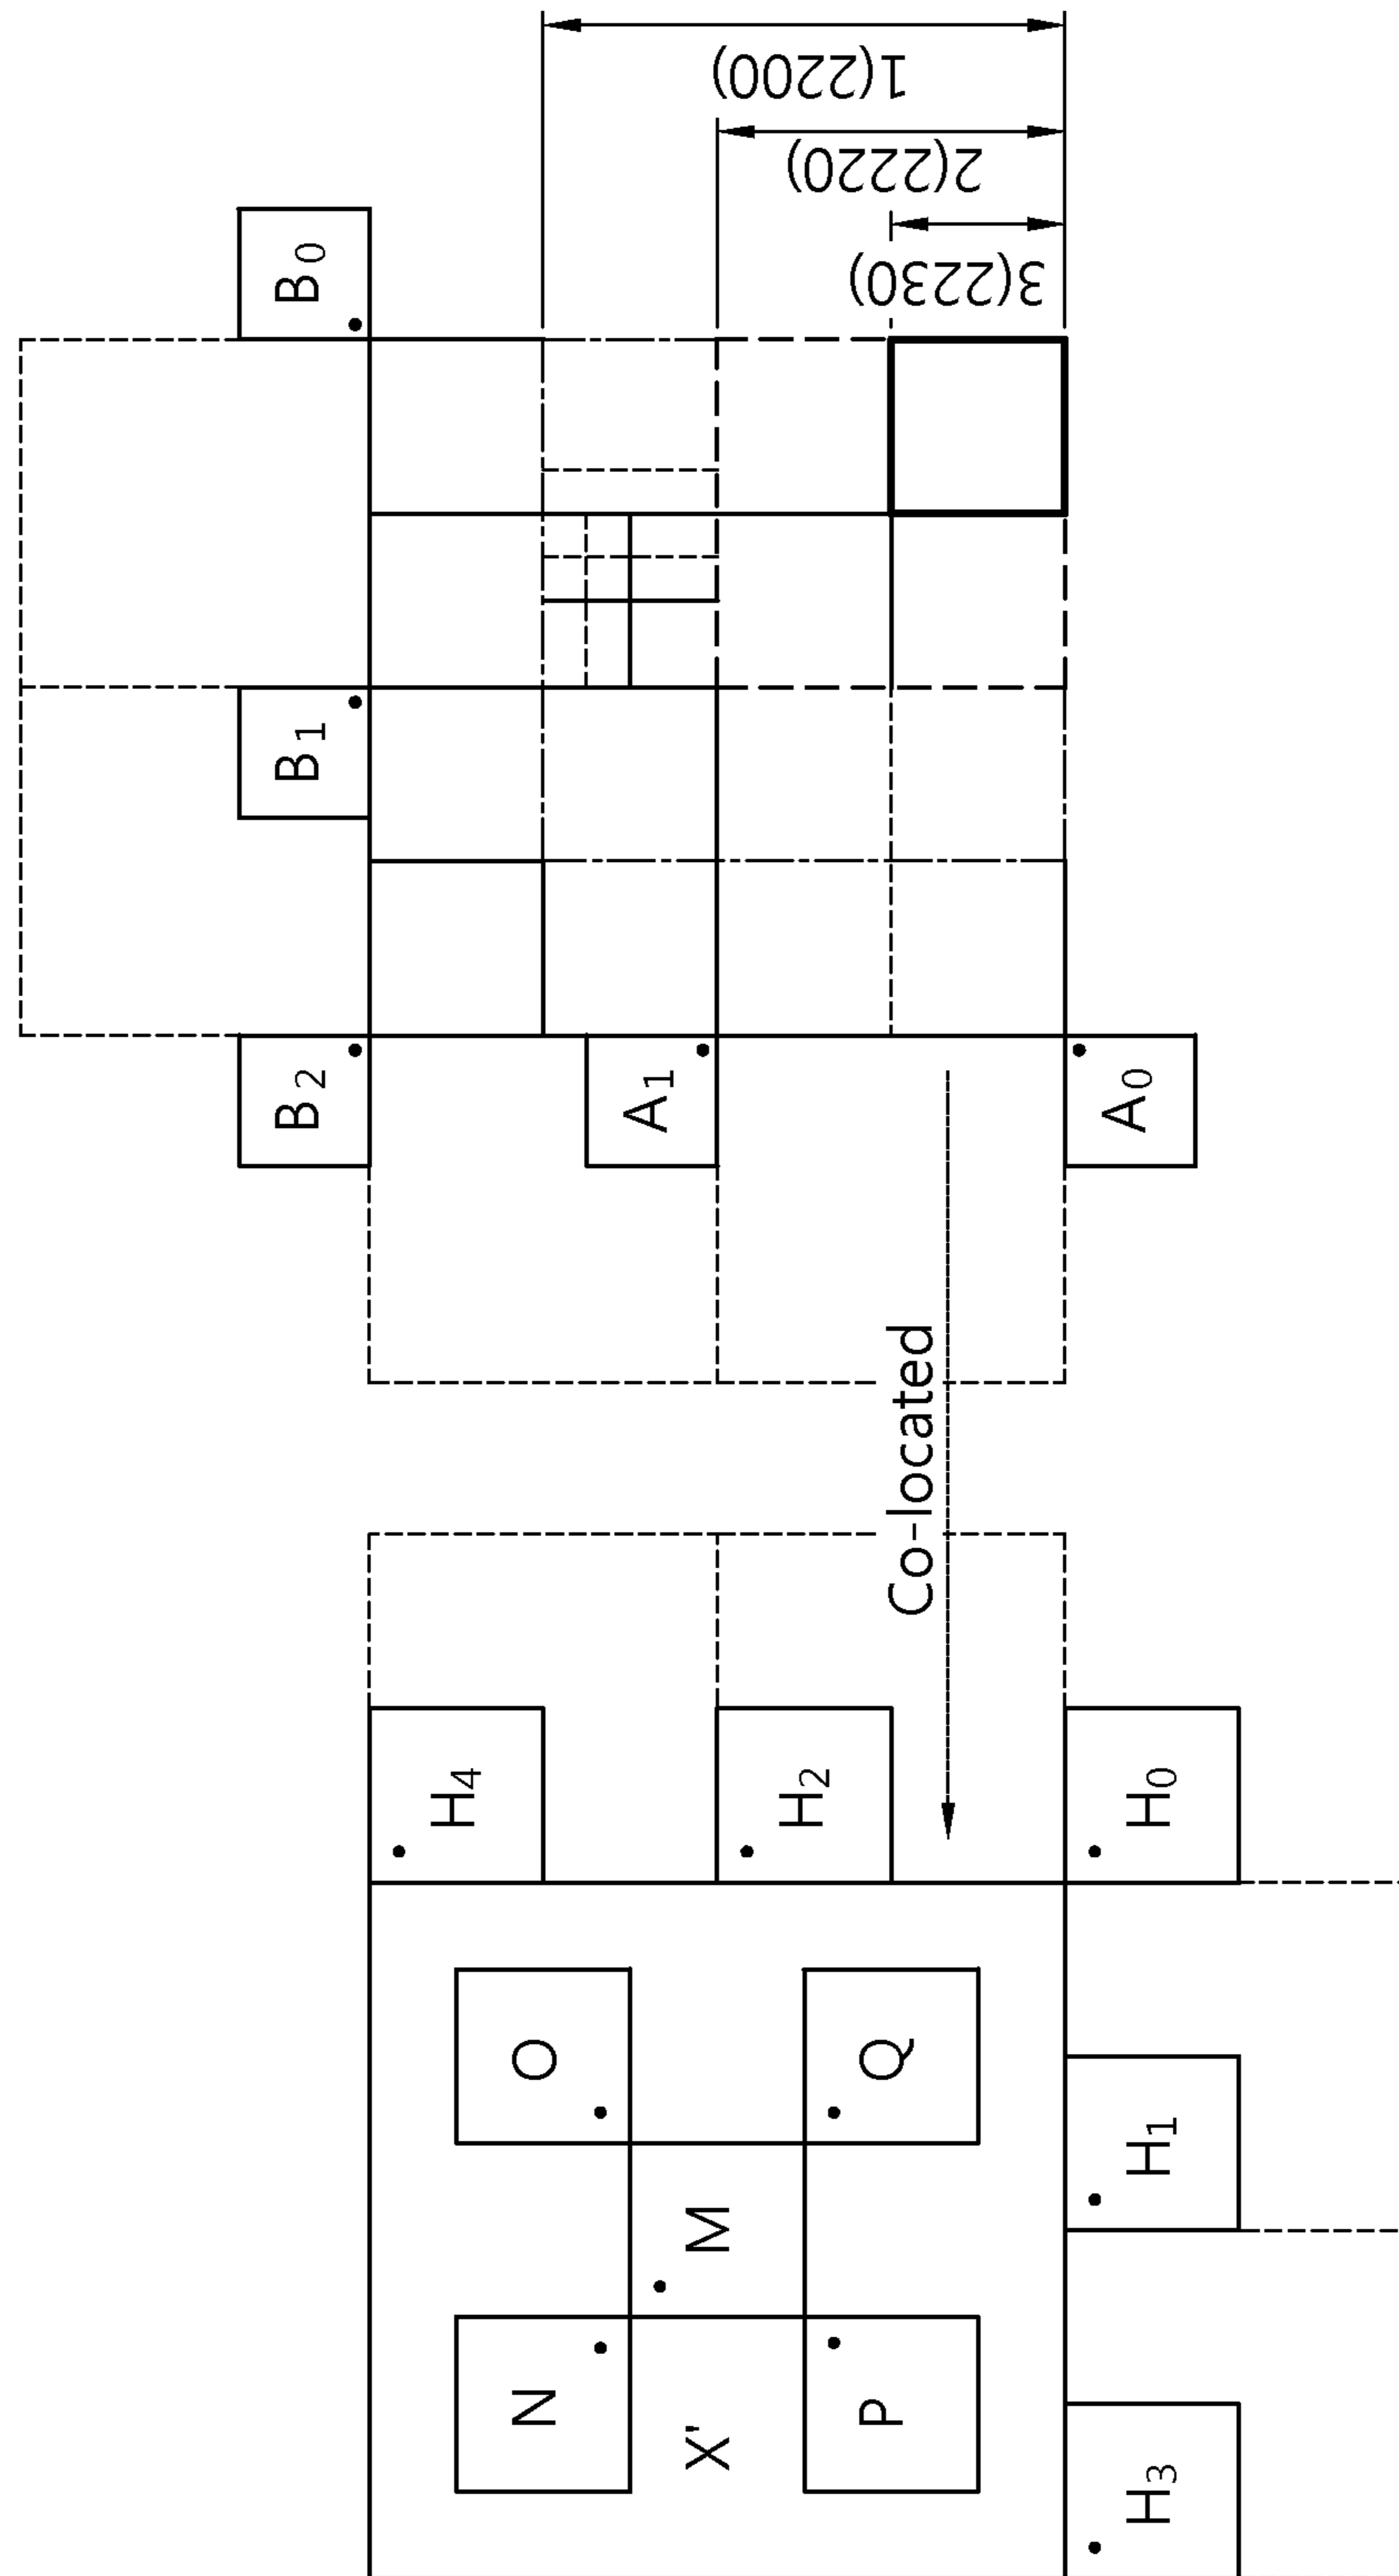 1(2200)
2(2220)
3(2230)
B0
B1
B2
A1
A0
Co-located
H4
H2
H0
O
Q
M
H1
N
P
X'
H3